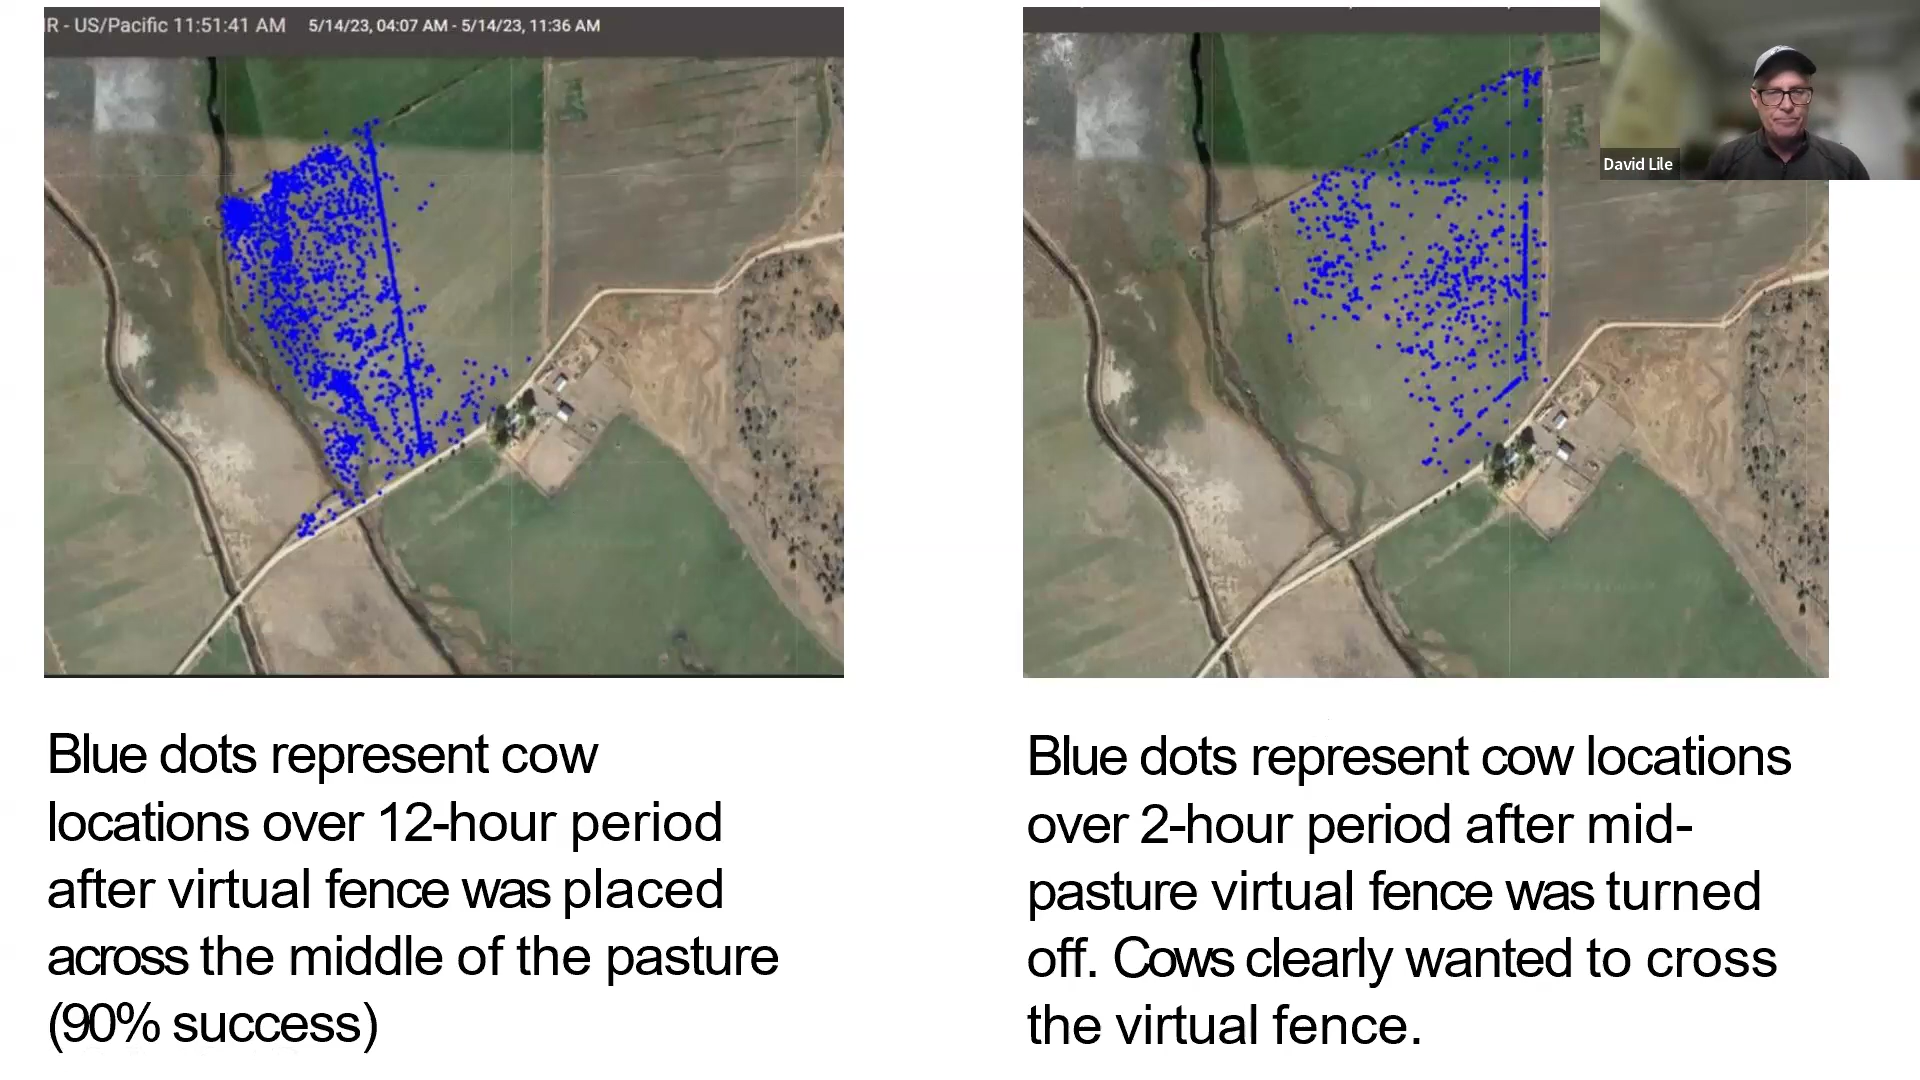 IR - US/Pacific 11:51:41 AM 5/14/23, 04:07 AM - 5/14/23, 11:36 AM
David Lile
Blue dots represent cow
locations over 12-hour period
after virtual fence was placed
across the middle of the pasture
(90% success)
Blue dots represent cow locations
over 2-hour period after mid-
pasture virtual fence was turned
off. Cows clearly wanted to cross
the virtual fence.